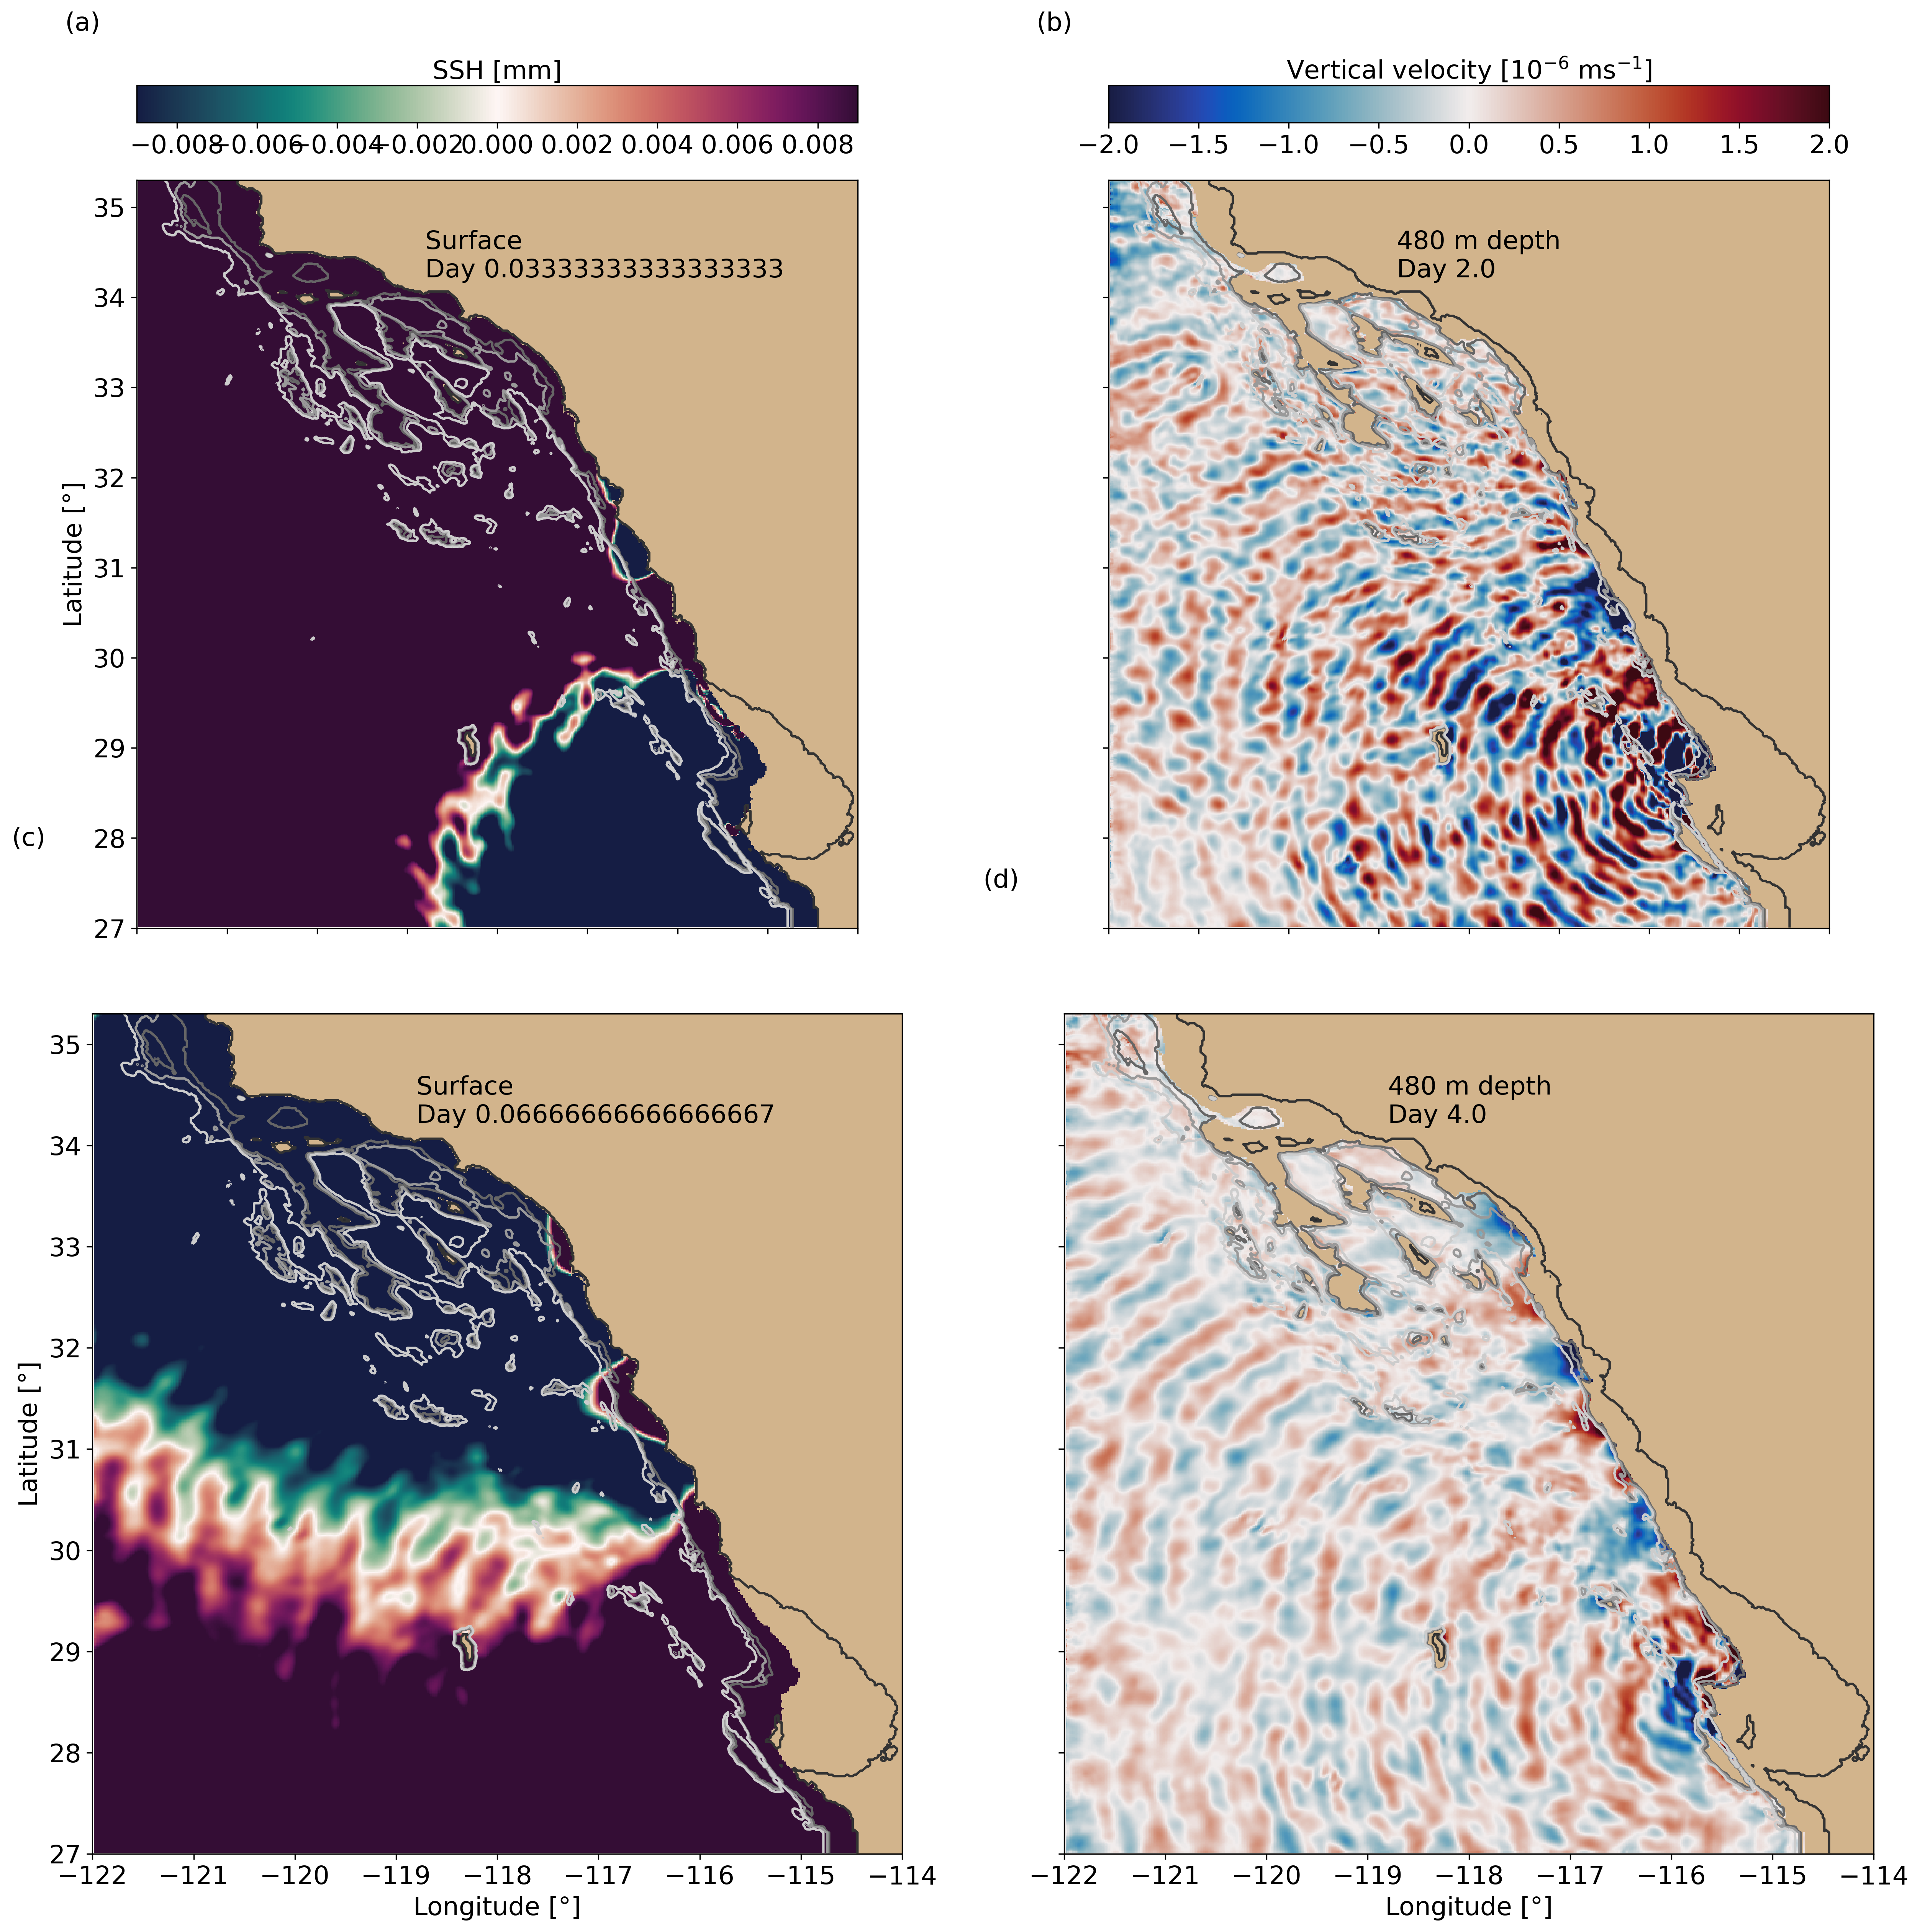 (a)
(b)
SSH [mm]
Vertical velocity [10⁻⁶ ms⁻¹]
−0.008 −0.006 −0.004 −0.002 0.000 0.002 0.004 0.006 0.008
−2.0 −1.5 −1.0 −0.5 0.0 0.5 1.0 1.5 2.0
Surface
Day 0.03333333333333333
35
34
33
32
31
30
29
28
27
Latitude [°]
480 m depth
Day 2.0
(c)
(d)
Surface
Day 0.06666666666666667
35
34
33
32
31
30
29
28
27
Latitude [°]
−122 −121 −120 −119 −118 −117 −116 −115 −114
Longitude [°]
480 m depth
Day 4.0
−122 −121 −120 −119 −118 −117 −116 −115 −114
Longitude [°]